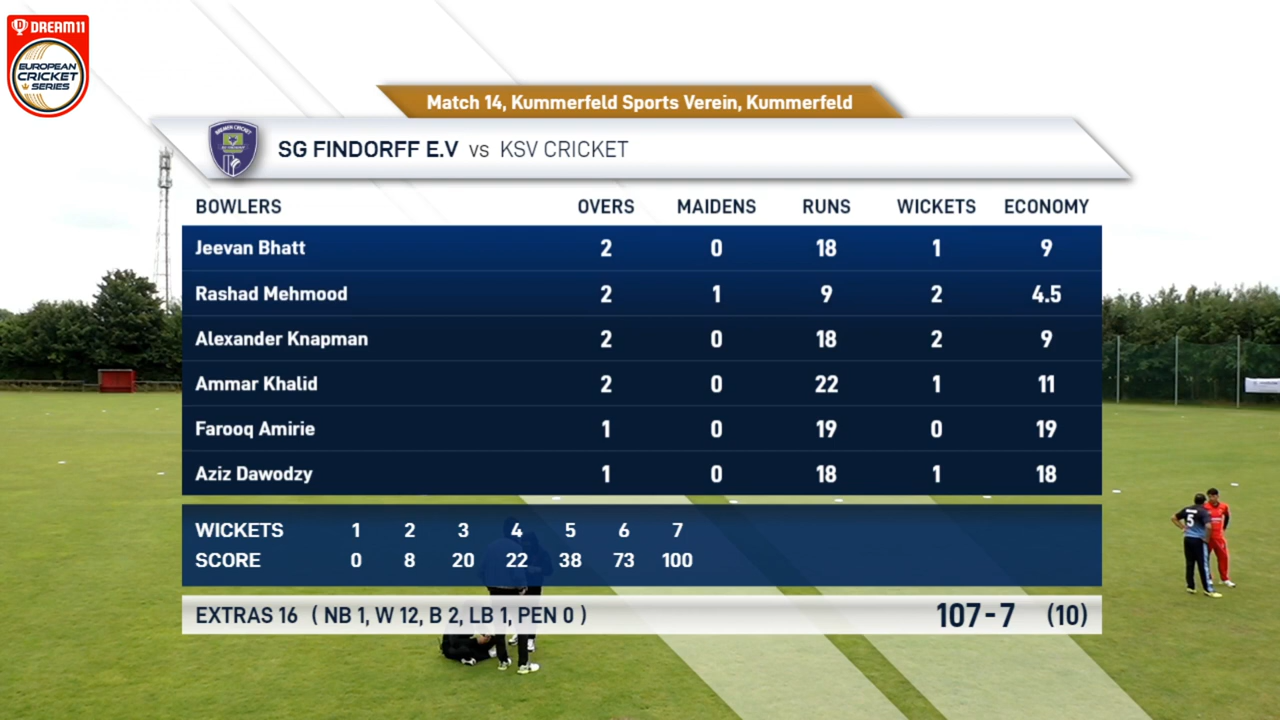 DREAM11
EUROPEAN
CRICKET
SERIES
Match 14, Kummerfeld Sports Verein, Kummerfeld
SG FINDORFF E.V vs KSV CRICKET
BOWLERS OVERS MAIDENS RUNS WICKETS ECONOMY
Jeevan Bhatt 2 0 18 1 9
Rashad Mehmood 2 1 9 2 4.5
Alexander Knapman 2 0 18 2 9
Ammar Khalid 2 0 22 1 11
Farooq Amirie 1 0 19 0 19
Aziz Dawodzy 1 0 18 1 18
WICKETS 1 2 3 4 5 6 7
SCORE 0 8 20 22 38 73 100
EXTRAS 16 ( NB 1, W 12, B 2, LB 1, PEN 0 ) 107-7 (10)
5